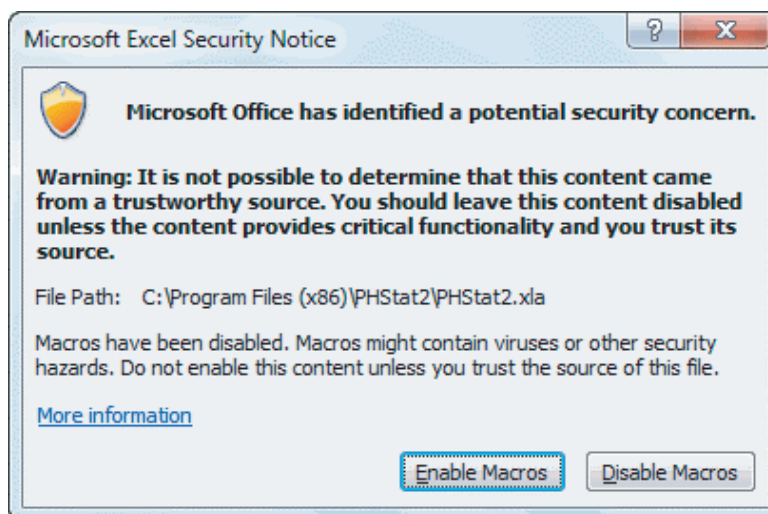 Microsoft Excel Security Notice
?
X
Microsoft Office has identified a potential security concern.
Warning: It is not possible to determine that this content came
from a trustworthy source. You should leave this content disabled
unless the content provides critical functionality and you trust its
source.
File Path: C:\Program Files (x86)\PHStat2\PHStat2.xla
Macros have been disabled. Macros might contain viruses or other security
hazards. Do not enable this content unless you trust the source of this file.
More information
Enable Macros
Disable Macros